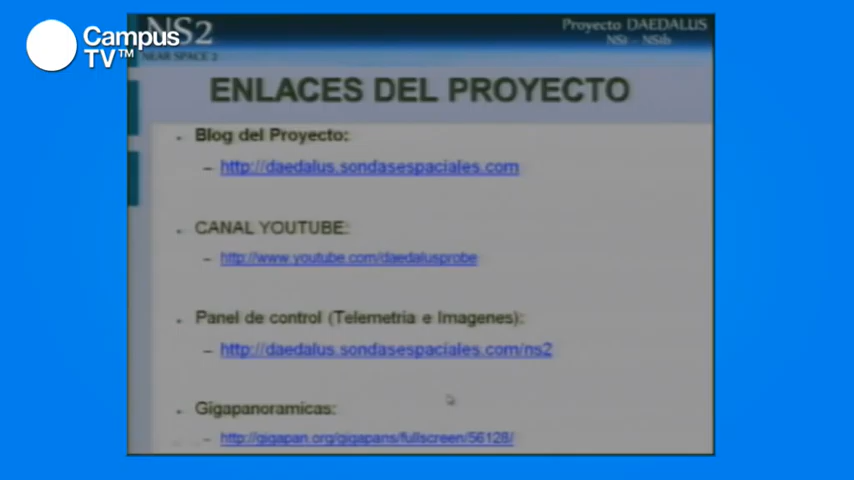 Campus
TV™
NS2
NEAR SPACE 2
Proyecto DAEDALUS
NSI - NSIb
ENLACES DEL PROYECTO
Blog del Proyecto:
– http://daedalus.sondasespaciales.com
CANAL YOUTUBE:
– http://www.youtube.com/daedalusprobe
Panel de control (Telemetria e Imagenes):
– http://daedalus.sondasespaciales.com/ns2
Gigapanoramicas:
– http://gigapan.org/gigapans/fullscreen/56128/